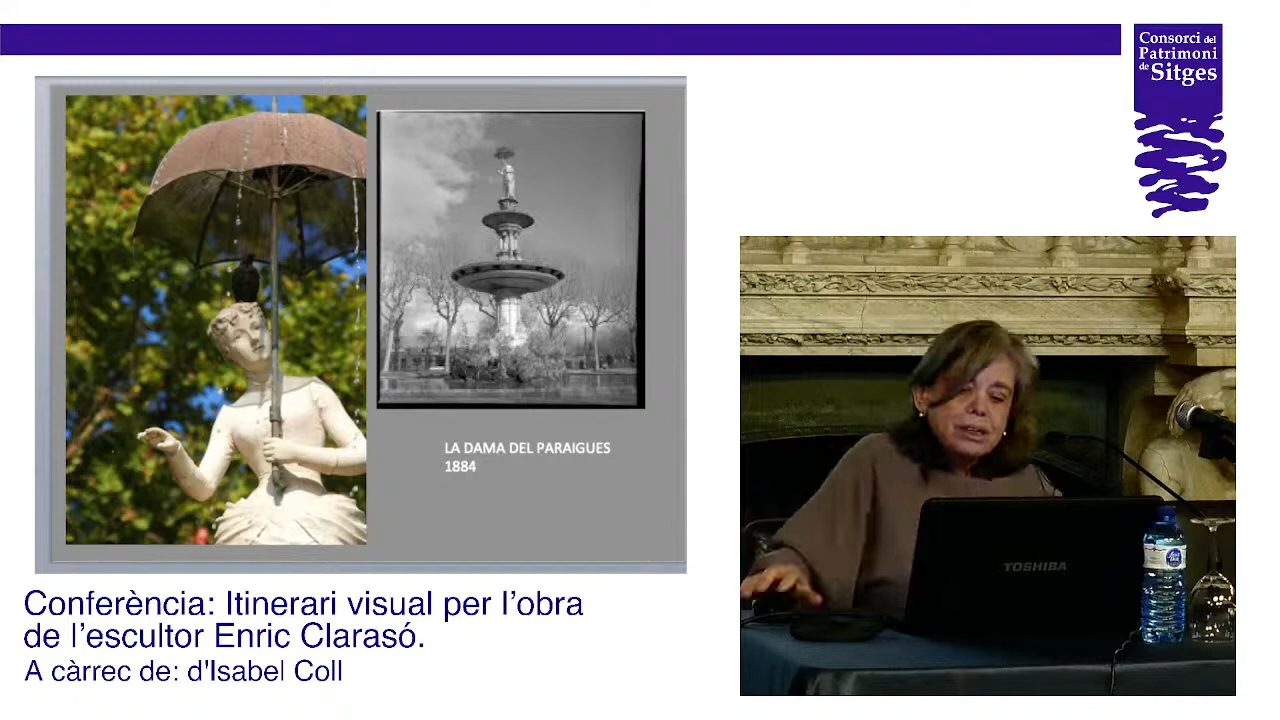 Consorci del
Patrimoni
de Sitges
LA DAMA DEL PARAIGUES
1884
TOSHIBA
Conferència: Itinerari visual per l'obra
de l'escultor Enric Clarasó.
A càrrec de: d'Isabel Coll